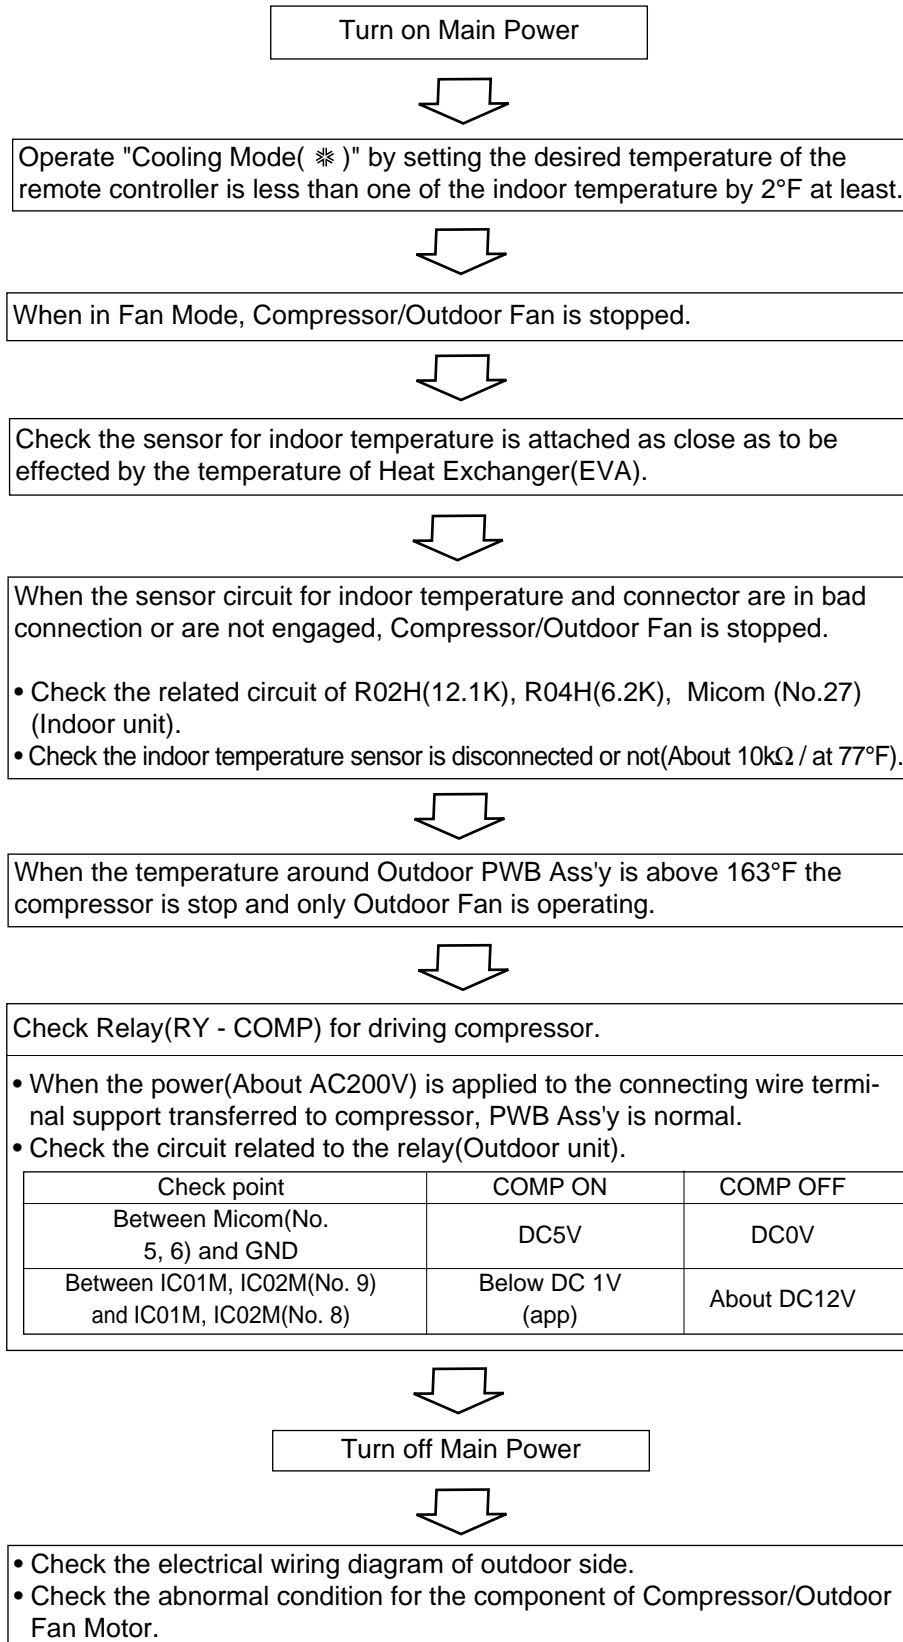 Turn on Main Power
Operate "Cooling Mode( ❋ )" by setting the desired temperature of the
remote controller is less than one of the indoor temperature by 2°F at least.
When in Fan Mode, Compressor/Outdoor Fan is stopped.
Check the sensor for indoor temperature is attached as close as to be
effected by the temperature of Heat Exchanger(EVA).
When the sensor circuit for indoor temperature and connector are in bad
connection or are not engaged, Compressor/Outdoor Fan is stopped.
• Check the related circuit of R02H(12.1K), R04H(6.2K), Micom (No.27)
(Indoor unit).
• Check the indoor temperature sensor is disconnected or not(About 10kΩ / at 77°F).
When the temperature around Outdoor PWB Ass'y is above 163°F the
compressor is stop and only Outdoor Fan is operating.
Check Relay(RY - COMP) for driving compressor.
• When the power(About AC200V) is applied to the connecting wire termi-
nal support transferred to compressor, PWB Ass'y is normal.
• Check the circuit related to the relay(Outdoor unit).
Check point COMP ON COMP OFF
Between Micom(No.
5, 6) and GND DC5V DC0V
Between IC01M, IC02M(No. 9)
and IC01M, IC02M(No. 8) Below DC 1V
(app) About DC12V
Turn off Main Power
• Check the electrical wiring diagram of outdoor side.
• Check the abnormal condition for the component of Compressor/Outdoor
Fan Motor.